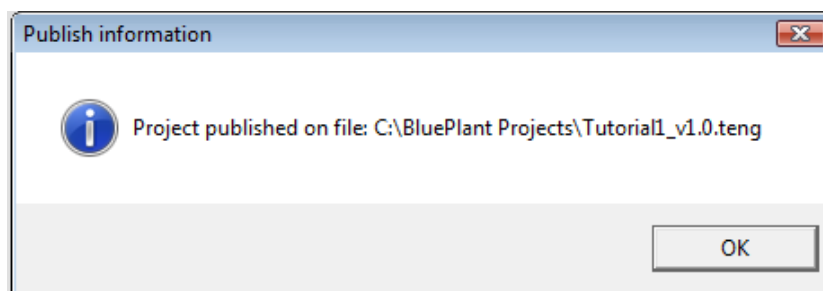 Publish information
Project published on file: C:\BluePlant Projects\Tutorial1_v1.0.teng
OK